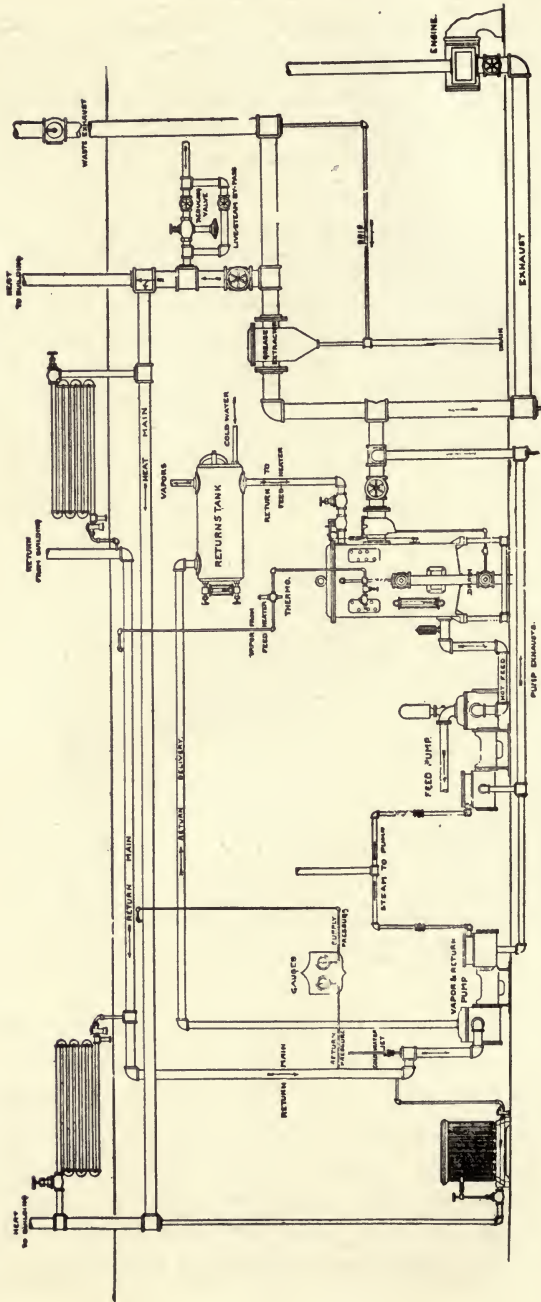 HEAT
TO BUILDING
RETURN
FROM BUILDING
HEAT
TO BUILDING
WASTE EXHAUST
ENGINE.
REDUCING
VALVE
LIVE STEAM BY-PASS
HEAT MAIN
RETURN MAIN
VAPORS
RETURNS TANK
COLD WATER
GREASE
EXTRACTOR
DRIP
RETURN DELIVERY.
VAPOR FROM
FEED HEATER
THERMO.
RETURN TO
FEED HEATER
EXHAUST
DRAIN
GAUGES
SUPPLY
PRESSURE
RETURN
PRESSURE
COLD WATER
JET
RETURN MAIN
STEAM TO PUMP
FEED PUMP.
VAPOR & RETURN
PUMP
HOT FEED
DRAIN
PUMP EXHAUSTS.